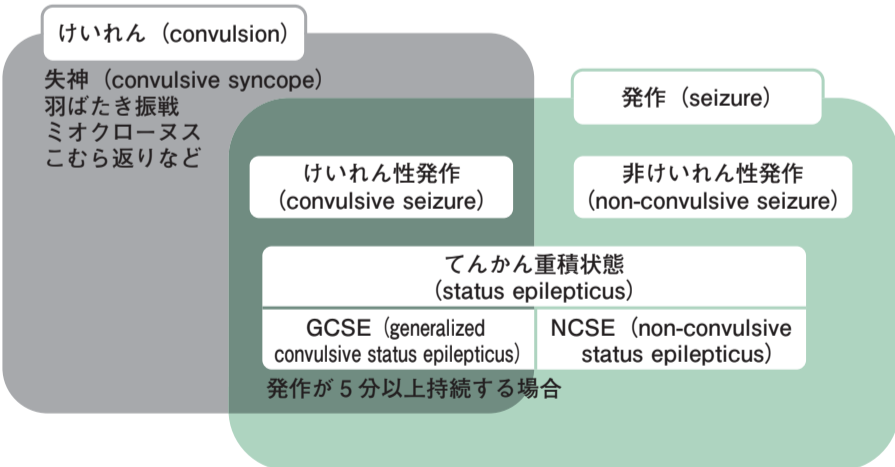 けいれん（convulsion）
失神（convulsive syncope）
羽ばたき振戦
ミオクローヌス
こむら返りなど
発作（seizure）
けいれん性発作
（convulsive seizure）
非けいれん性発作
（non-convulsive seizure）
てんかん重積状態
（status epilepticus）
GCSE（generalized
convulsive status epilepticus）
NCSE（non-convulsive
status epilepticus）
発作が 5 分以上持続する場合